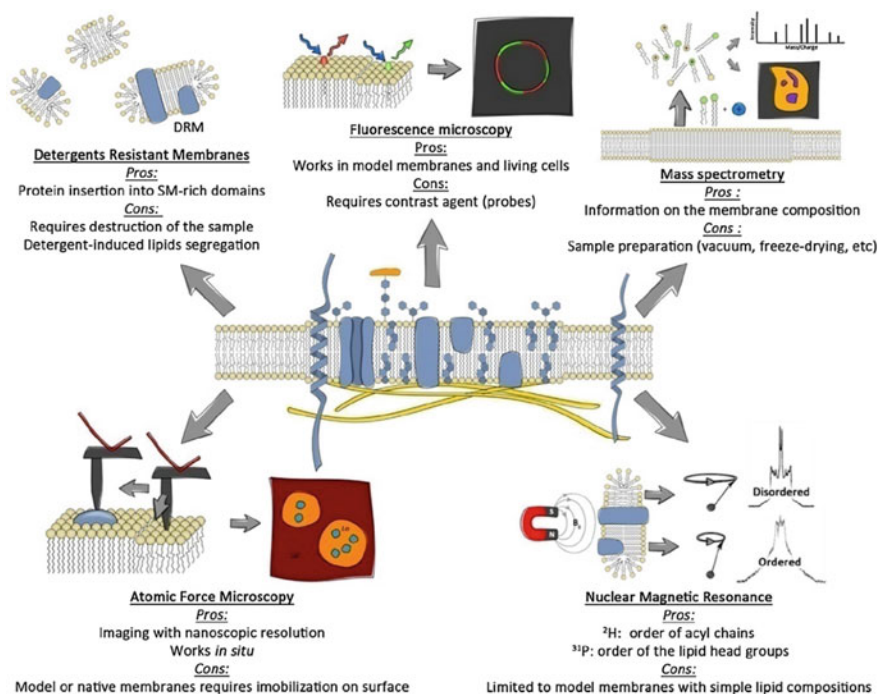 DRM
Detergents Resistant Membranes
Pros:
Protein insertion into SM-rich domains
Cons:
Requires destruction of the sample
Detergent-induced lipids segregation
Fluorescence microscopy
Pros:
Works in model membranes and living cells
Cons:
Requires contrast agent (probes)
Intensity
Mass/Charge
Mass spectrometry
Pros :
Information on the membrane composition
Cons :
Sample preparation (vacuum, freeze-drying, etc)
Lo
Atomic Force Microscopy
Pros:
Imaging with nanoscopic resolution
Works in situ
Cons:
Model or native membranes requires imobilization on surface
S
N
Disordered
Ordered
Nuclear Magnetic Resonance
Pros:
²H: order of acyl chains
³¹P: order of the lipid head groups
Cons:
Limited to model membranes with simple lipid compositions